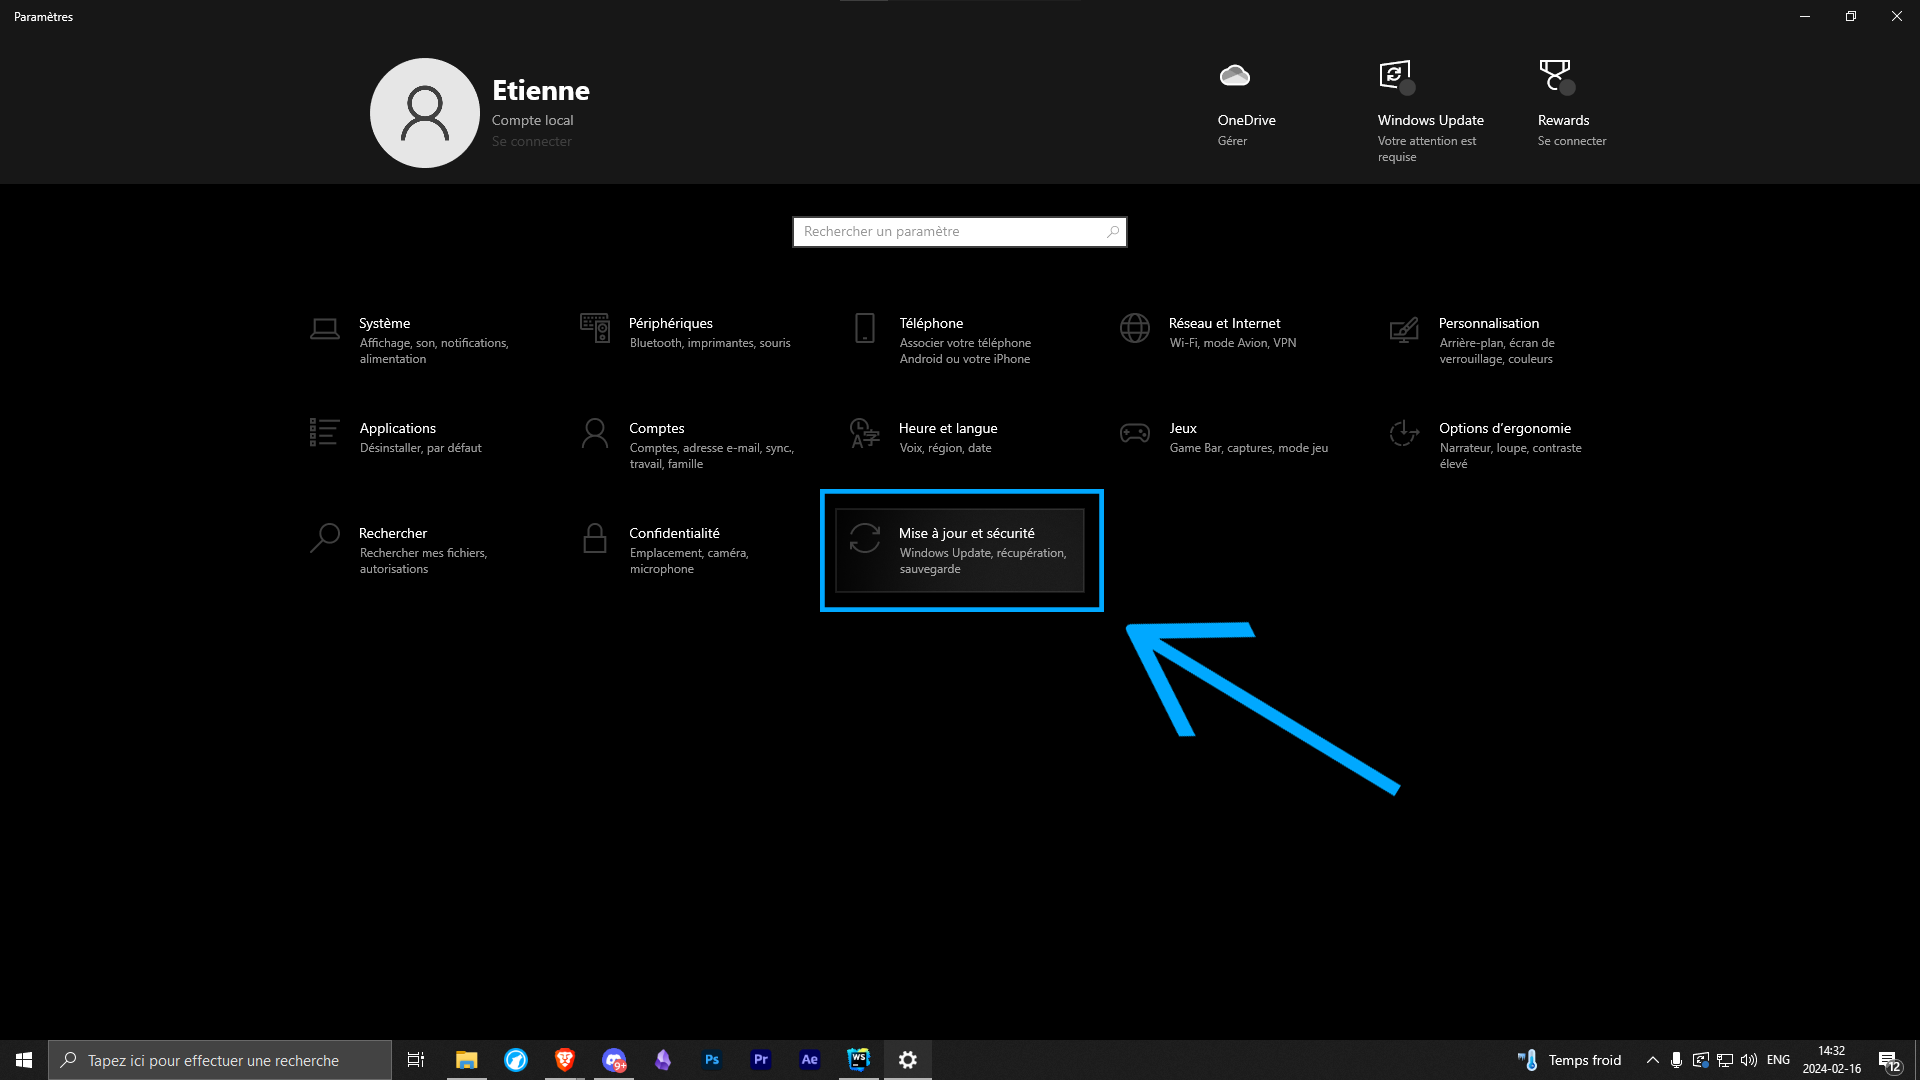 Paramètres
Etienne
Compte local
Se connecter
OneDrive
Gérer
Windows Update
Votre attention est
requise
Rewards
Se connecter
Rechercher un paramètre
Système
Affichage, son, notifications,
alimentation
Périphériques
Bluetooth, imprimantes, souris
Téléphone
Associer votre téléphone
Android ou votre iPhone
Réseau et Internet
Wi-Fi, mode Avion, VPN
Personnalisation
Arrière-plan, écran de
verrouillage, couleurs
Applications
Désinstaller, par défaut
Comptes
Comptes, adresse e-mail, sync.,
travail, famille
Heure et langue
Voix, région, date
Jeux
Game Bar, captures, mode jeu
Options d’ergonomie
Narrateur, loupe, contraste
élevé
Rechercher
Rechercher mes fichiers,
autorisations
Confidentialité
Emplacement, caméra,
microphone
Mise à jour et sécurité
Windows Update, récupération,
sauvegarde
Tapez ici pour effectuer une recherche
9+
Ps
Pr
Ae
WS
Temps froid
ENG
14:32
2024-02-16
12